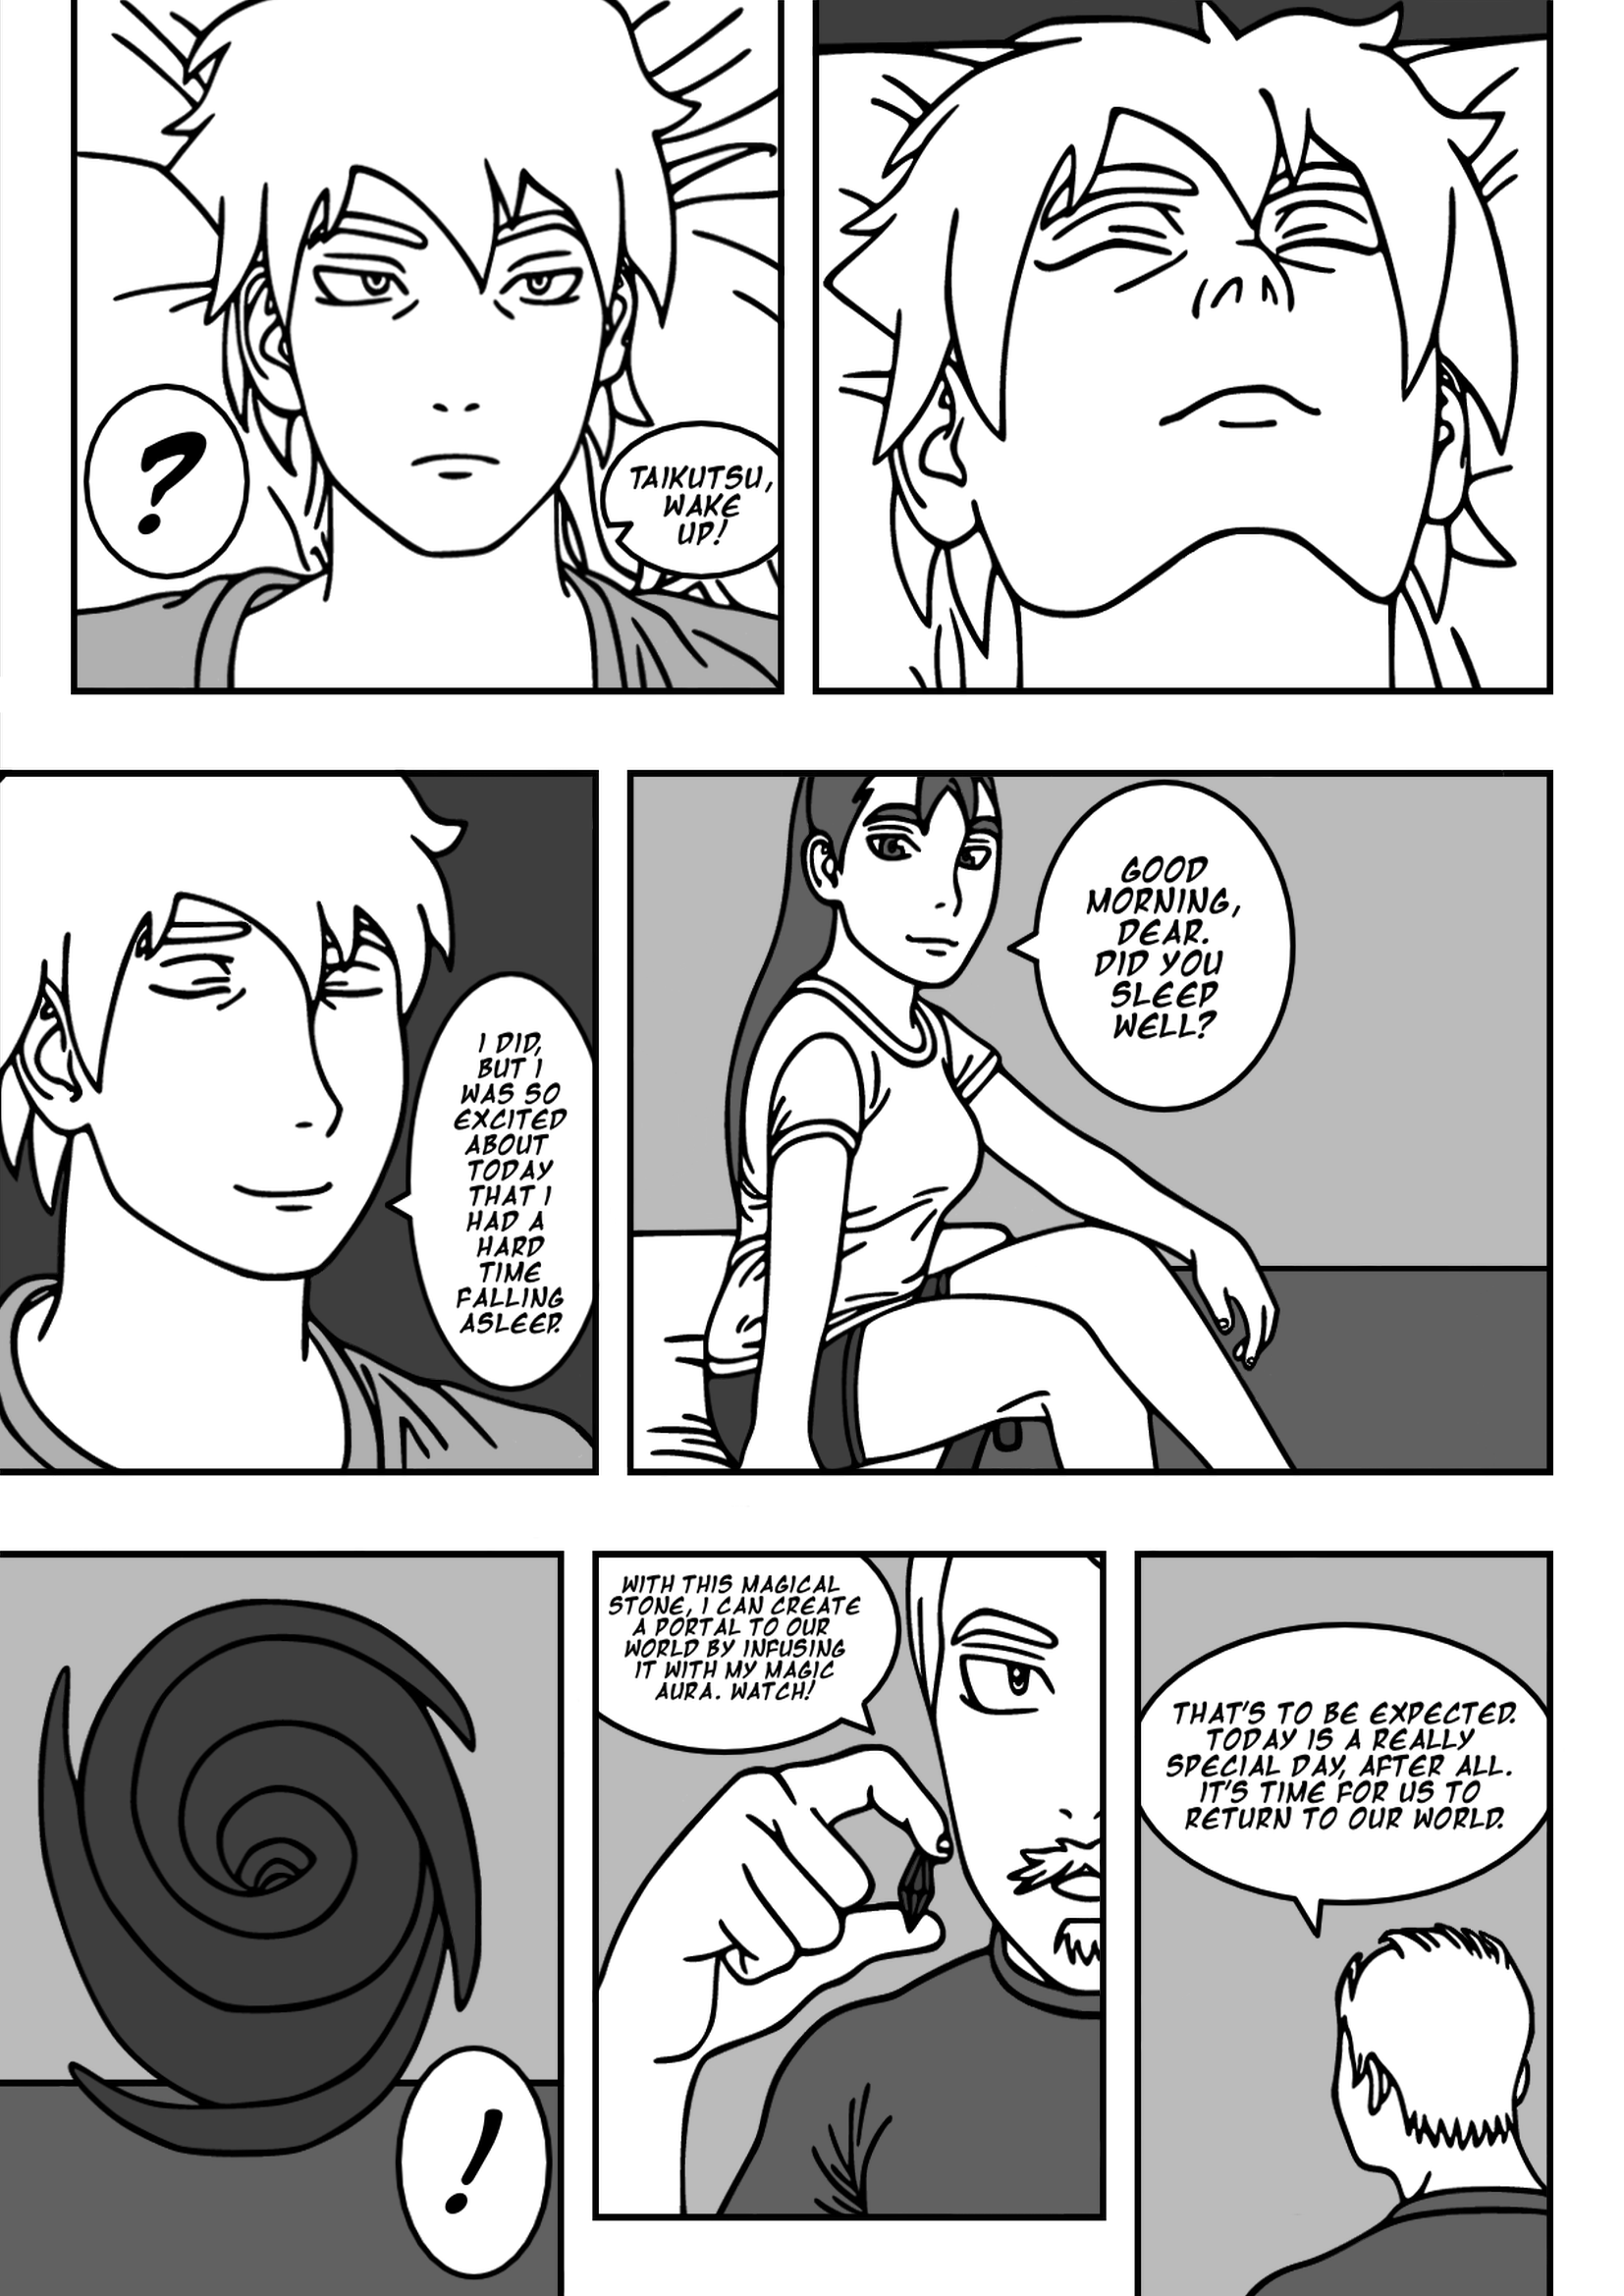 TAIKUTSU,
WAKE
UP!
?
GOOD
MORNING,
DEAR.
DID YOU
SLEEP
WELL?
I DID,
BUT I
WAS SO
EXCITED
ABOUT
TODAY
THAT I
HAD A
HARD
TIME
FALLING
ASLEEP.
THAT'S TO BE EXPECTED.
TODAY IS A REALLY
SPECIAL DAY, AFTER ALL.
IT'S TIME FOR US TO
RETURN TO OUR WORLD.
WITH THIS MAGICAL
STONE, I CAN CREATE
A PORTAL TO OUR
WORLD BY INFUSING
IT WITH MY MAGIC
AURA. WATCH!
!